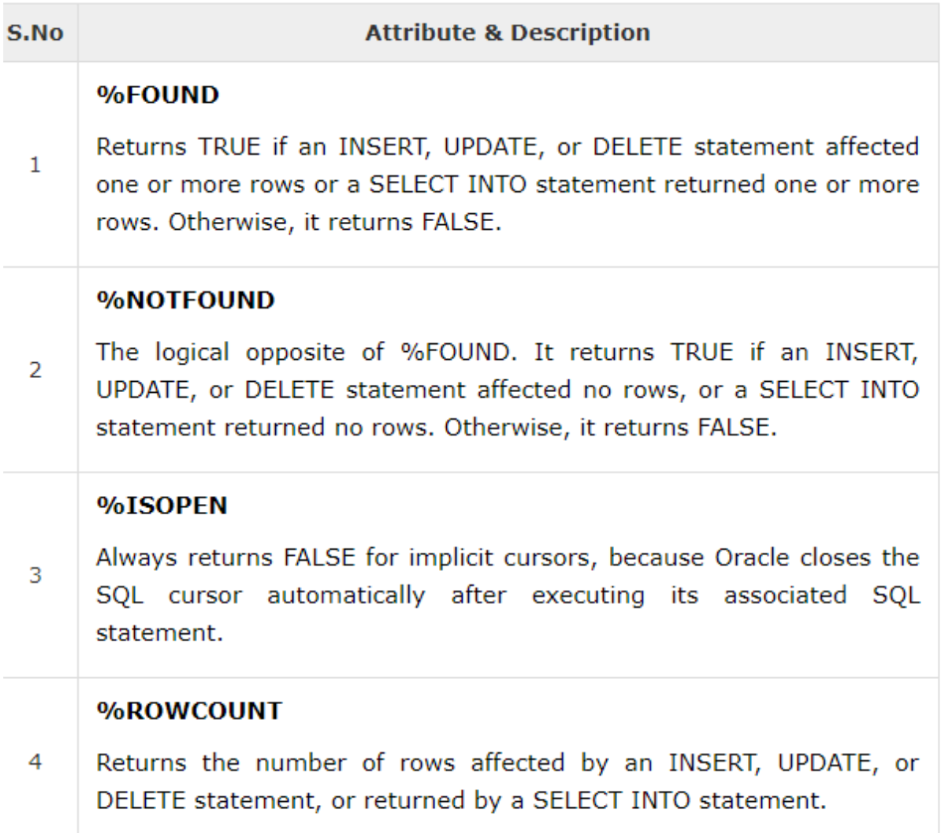 S.No Attribute & Description
%FOUND
Returns TRUE if an INSERT, UPDATE, or DELETE statement affected
1
one or more rows or a SELECT INTO statement returned one or more
rows. Otherwise, it returns FALSE.
%NOTFOUND
The logical opposite of %FOUND. It returns TRUE if an INSERT,
2
UPDATE, or DELETE statement affected no rows, or a SELECT INTO
statement returned no rows. Otherwise, it returns FALSE.
%ISOPEN
Always returns FALSE for implicit cursors, because Oracle closes the
3
SQL cursor automatically after executing its associated SQL
statement.
%ROWCOUNT
4
Returns the number of rows affected by an INSERT, UPDATE, or
DELETE statement, or returned by a SELECT INTO statement.